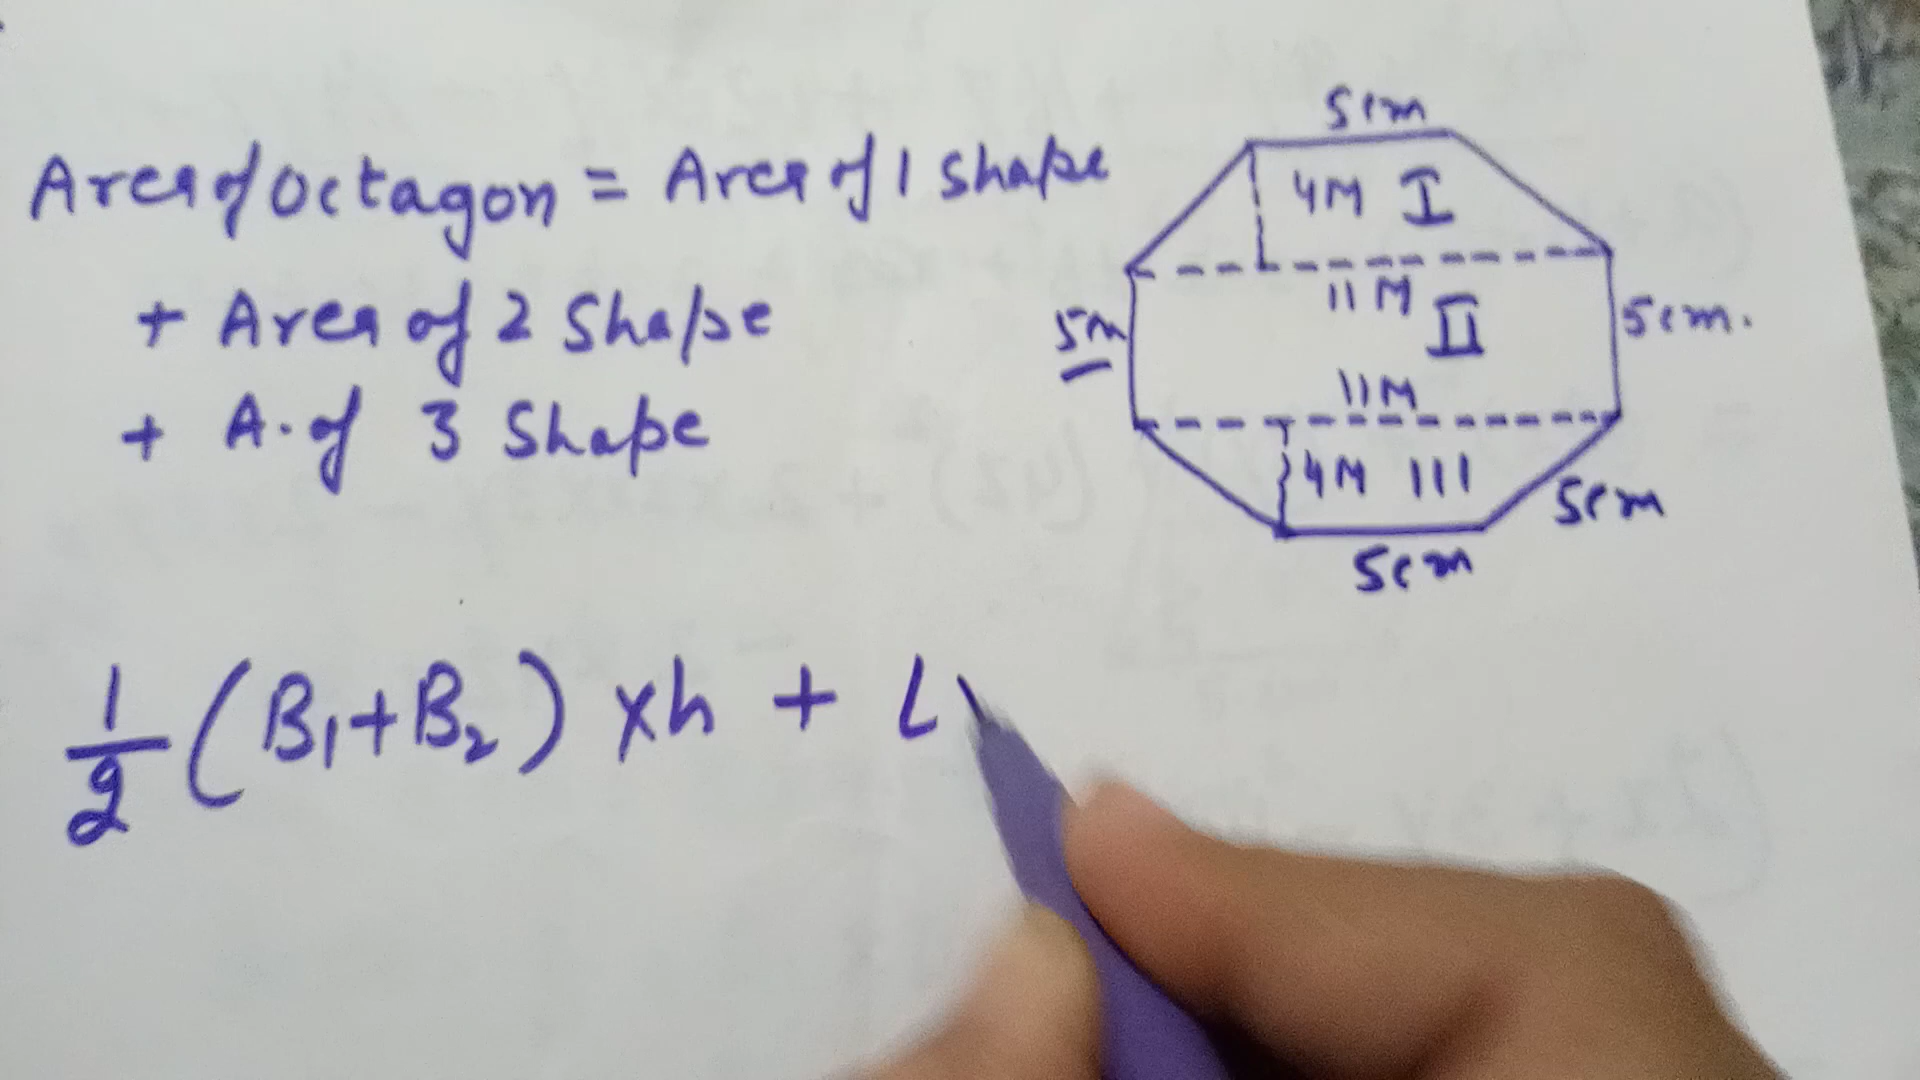 Area of Octagon = Area of 1 Shape
+ Area of 2 Shape
+ A. of 3 Shape
5cm
4M I
11M
5m
II
5cm.
11M
4M III
5cm
5cm
1/2 (B₁+B₂) xh + L